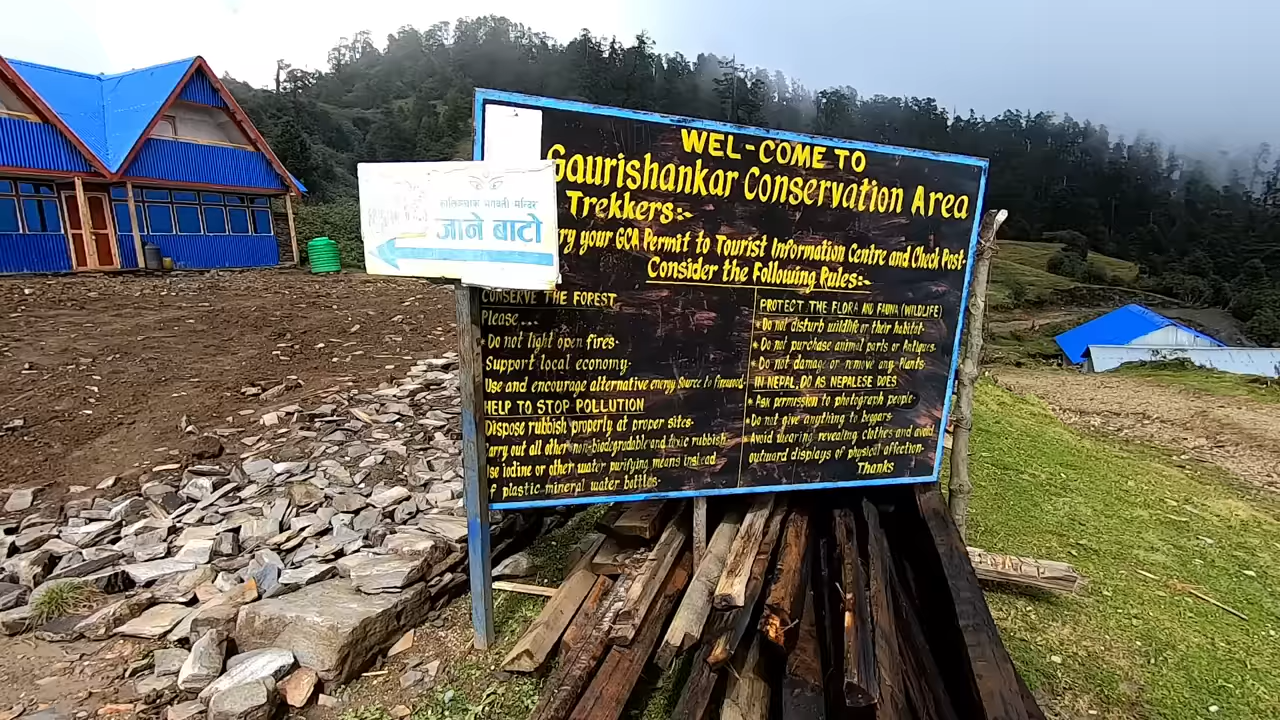 WEL-COME TO
Gaurishankar Conservation Area
Trekkers:-
ry your GCA Permit to Tourist Information Centre and Check Post.
Consider the Following Rules:-
भगवती मन्दिर
जाने बाटो
CONSERVE THE FOREST
Please...
* Do not light open fires.
Support local economy.
Use and encourage alternative energy Source to firewood.
HELP TO STOP POLLUTION
Dispose rubbish properly at proper sites.
arry out all other non-biodegradable and toxic rubbish.
se iodine or other water purifying means instead
f plastic mineral water bottles.
PROTECT THE FLORA AND FAUNA (WILDLIFE)
* Do not disturb wildlife or their habitat.
* Do not purchase animal parts or Antiques.
* Do not damage or remove any Plants.
IN NEPAL, DO AS NEPALESE DOES
* Ask permission to photograph people.
* Do not give anything to beggars.
* Avoid wearing revealing clothes and avoid
outward displays of physical affection.
Thanks